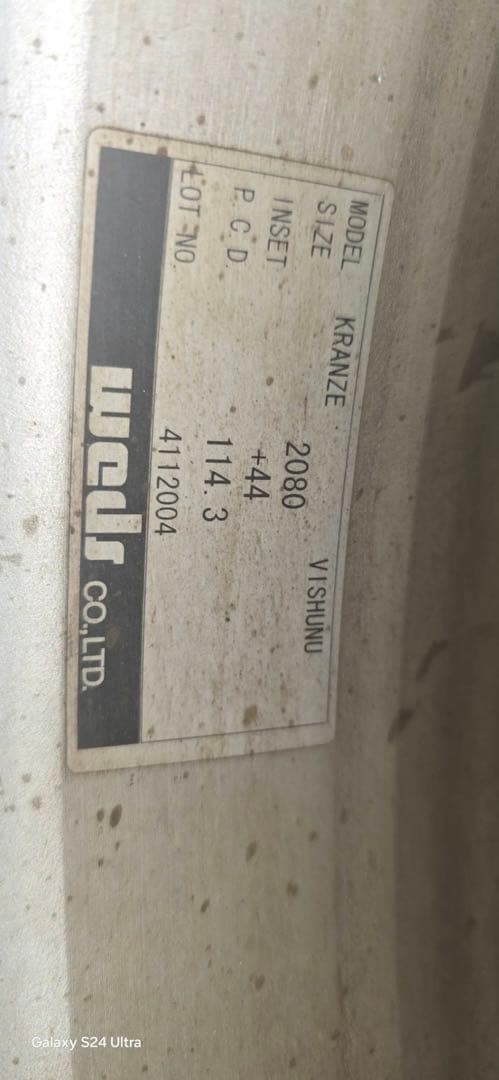 MODEL KRANZE VISHUNU
SIZE 2080
INSET +44
P.C.D. 114.3
LOT-NO 4112004
weds CO.,LTD.
Galaxy S24 Ultra